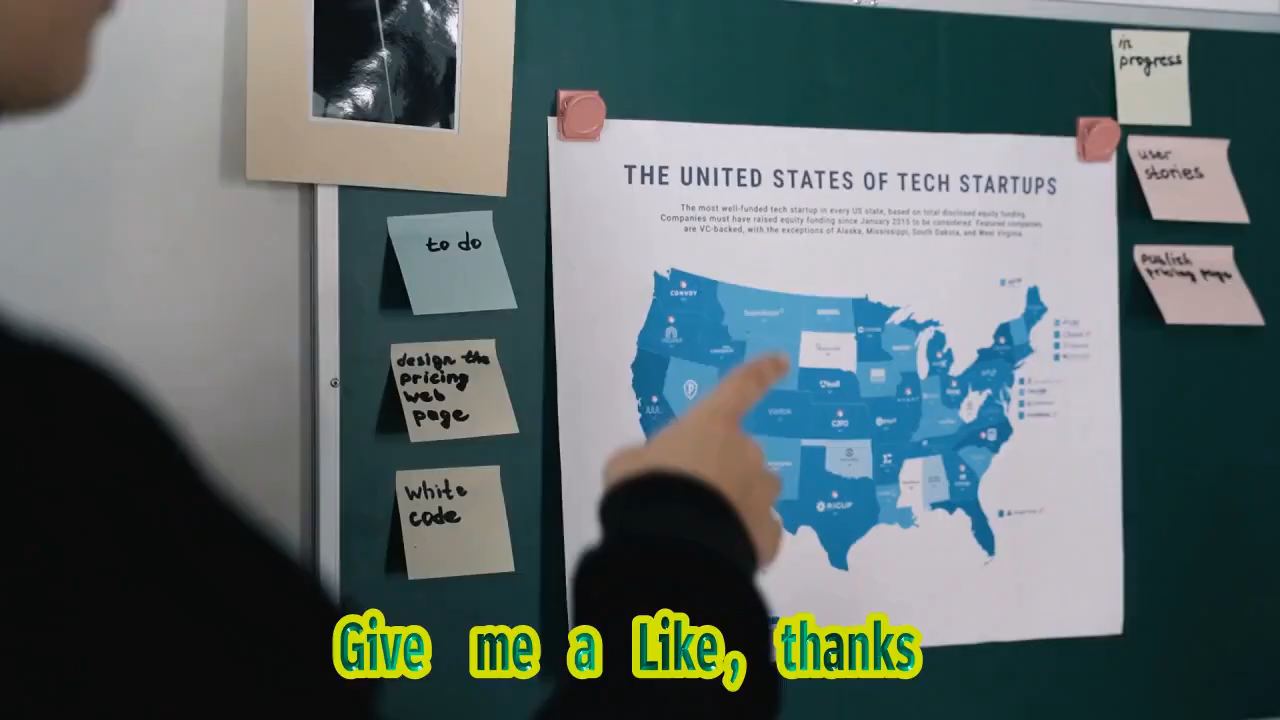 in
progress
user
stories
publish
pricing page
to do
design the
pricing
web
page
white
code
THE UNITED STATES OF TECH STARTUPS
The most well-funded tech startup in every US state, based on total disclosed equity funding.
Companies must have raised equity funding since January 2015 to be considered. Featured companies
are VC-backed, with the exceptions of Alaska, Mississippi, South Dakota, and West Virginia.
CONVOY
C2FO
RIGUP
Give me a Like, thanks